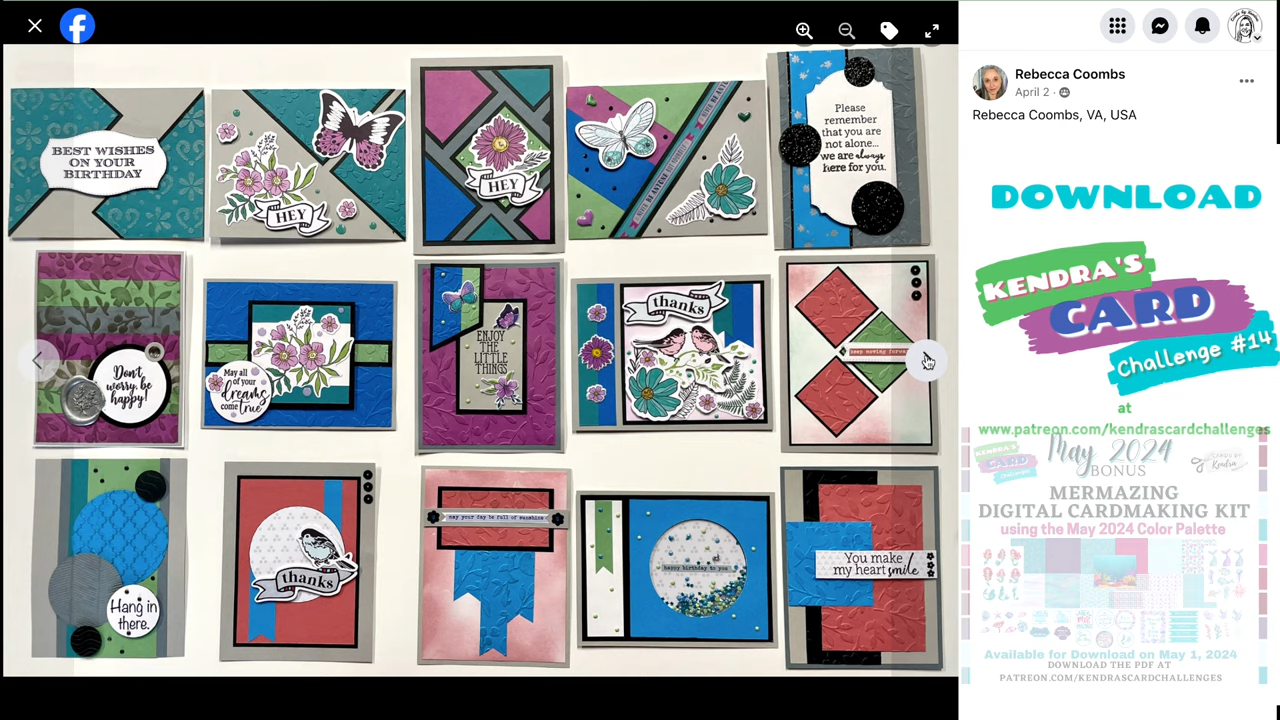 Rebecca Coombs
April 2
Rebecca Coombs, VA, USA
DOWNLOAD
KENDRA'S
CARD
Challenge #14
at
www.patreon.com/kendrascardchallenges
KENDRA'S
CARD
May 2024
BONUS
MERMAZING
DIGITAL CARDMAKING KIT
using the May 2024 Color Palette
Available for Download on May 1, 2024
DOWNLOAD THE PDF AT
PATREON.COM/KENDRASCARDCHALLENGES
BEST WISHES
ON YOUR
BIRTHDAY
HEY
HEY
Please
remember
that you are
not alone...
we are always
here for you.
Don't
worry, be
happy!
May all
of your
dreams
come true
ENJOY
THE
LITTLE
THINGS
thanks
keep moving forward
Hang in
there.
thanks
may your day be full of sunshine
happy birthday to you
You make
my heart smile